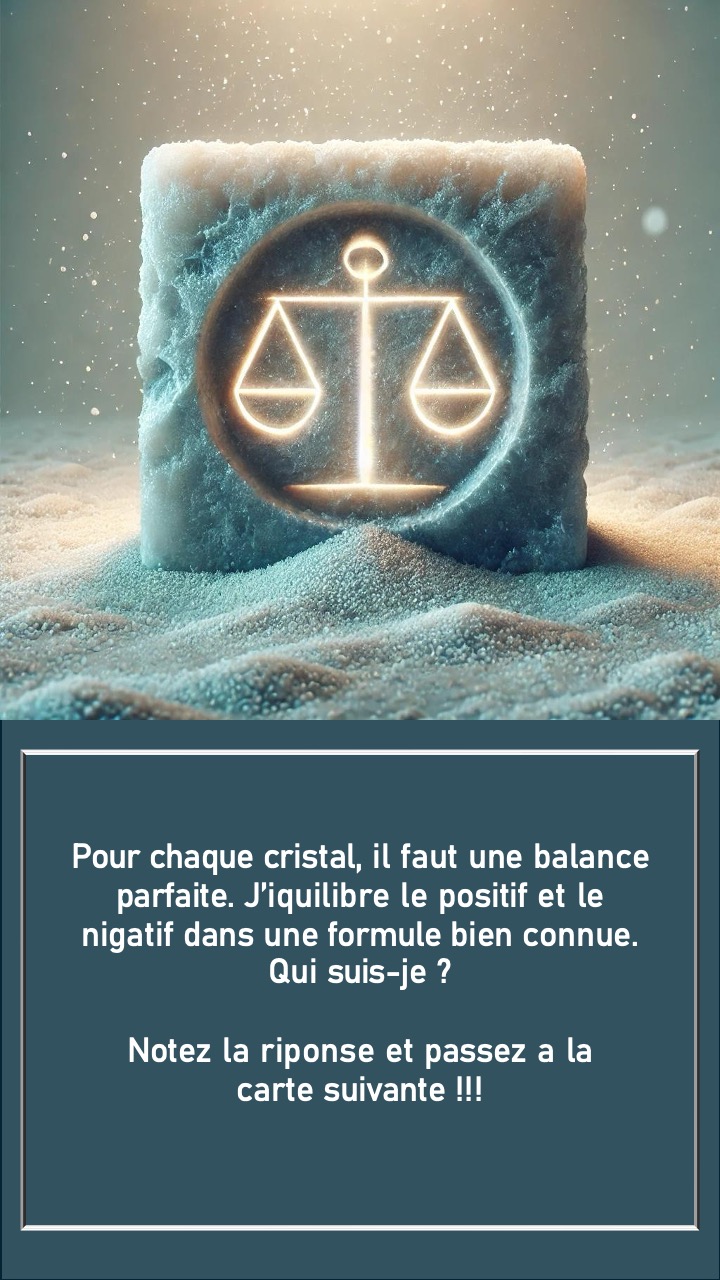 Pour chaque cristal, il faut une balance
parfaite. J'iquilibre le positif et le
nigatif dans une formule bien connue.
Qui suis-je ?
Notez la riponse et passez a la
carte suivante !!!